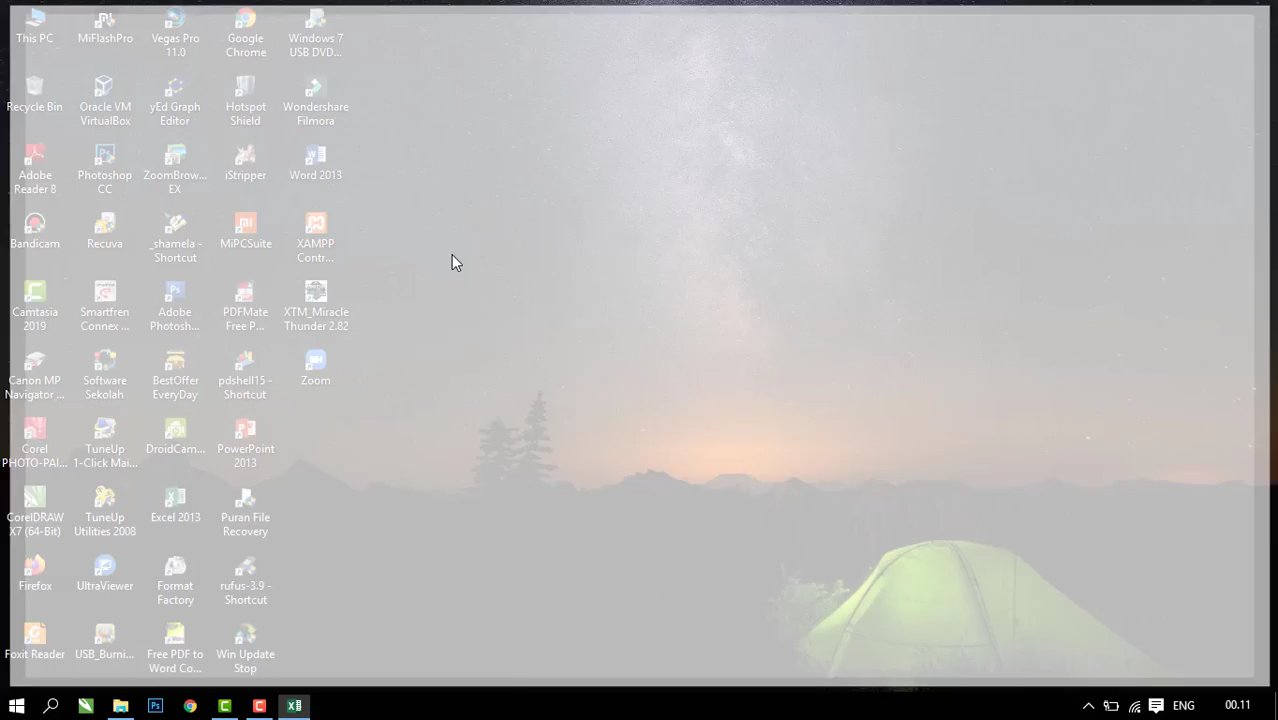 This PC
MiFlashPro
Vegas Pro
11.0
Google
Chrome
Windows 7
USB DVD...
Recycle Bin
Oracle VM
VirtualBox
yEd Graph
Editor
Hotspot
Shield
Wondershare
Filmora
Adobe
Reader 8
Photoshop
CC
ZoomBrow...
EX
iStripper
Word 2013
Bandicam
Recuva
_shamela -
Shortcut
MiPCSuite
XAMPP
Contr...
Camtasia
2019
Smartfren
Connex ...
Adobe
Photosh...
PDFMate
Free P...
XTM_Miracle
Thunder 2.82
Canon MP
Navigator ...
Software
Sekolah
BestOffer
EveryDay
pdshell15 -
Shortcut
Zoom
Corel
PHOTO-PAI...
TuneUp
1-Click Mai...
DroidCam...
PowerPoint
2013
CorelDRAW
X7 (64-Bit)
TuneUp
Utilities 2008
Excel 2013
Puran File
Recovery
Firefox
UltraViewer
Format
Factory
rufus-3.9 -
Shortcut
Foxit Reader
USB_Burni...
Free PDF to
Word Co...
Win Update
Stop
ENG
00.11